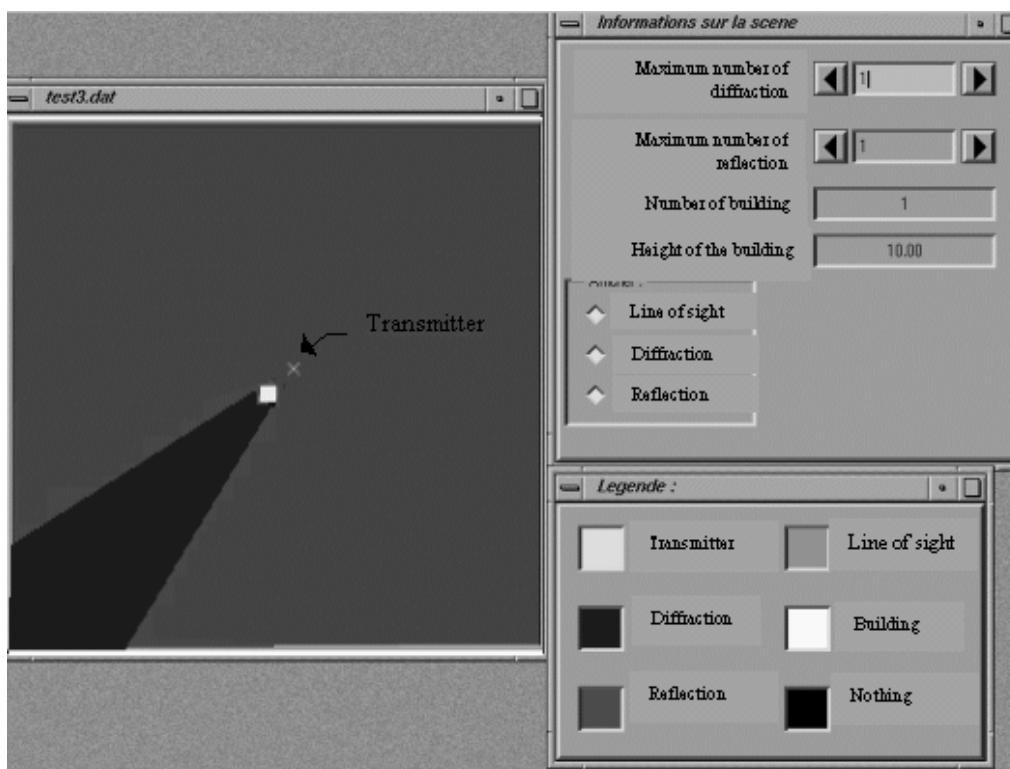 Informations sur la scene
Maximum number of
diffraction
1
Maximum number of
reflection
1
Number of building
1
Height of the building
10.00
Afficher :
Line of sight
Diffraction
Reflection
test3.dat
Transmitter
Legende :
Transmitter
Line of sight
Diffraction
Building
Reflection
Nothing